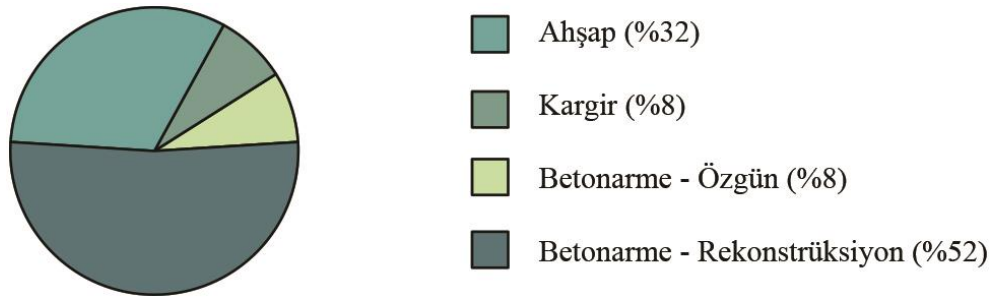 Ahşap (%32)
Kargir (%8)
Betonarme - Özgün (%8)
Betonarme - Rekonstrüksiyon (%52)